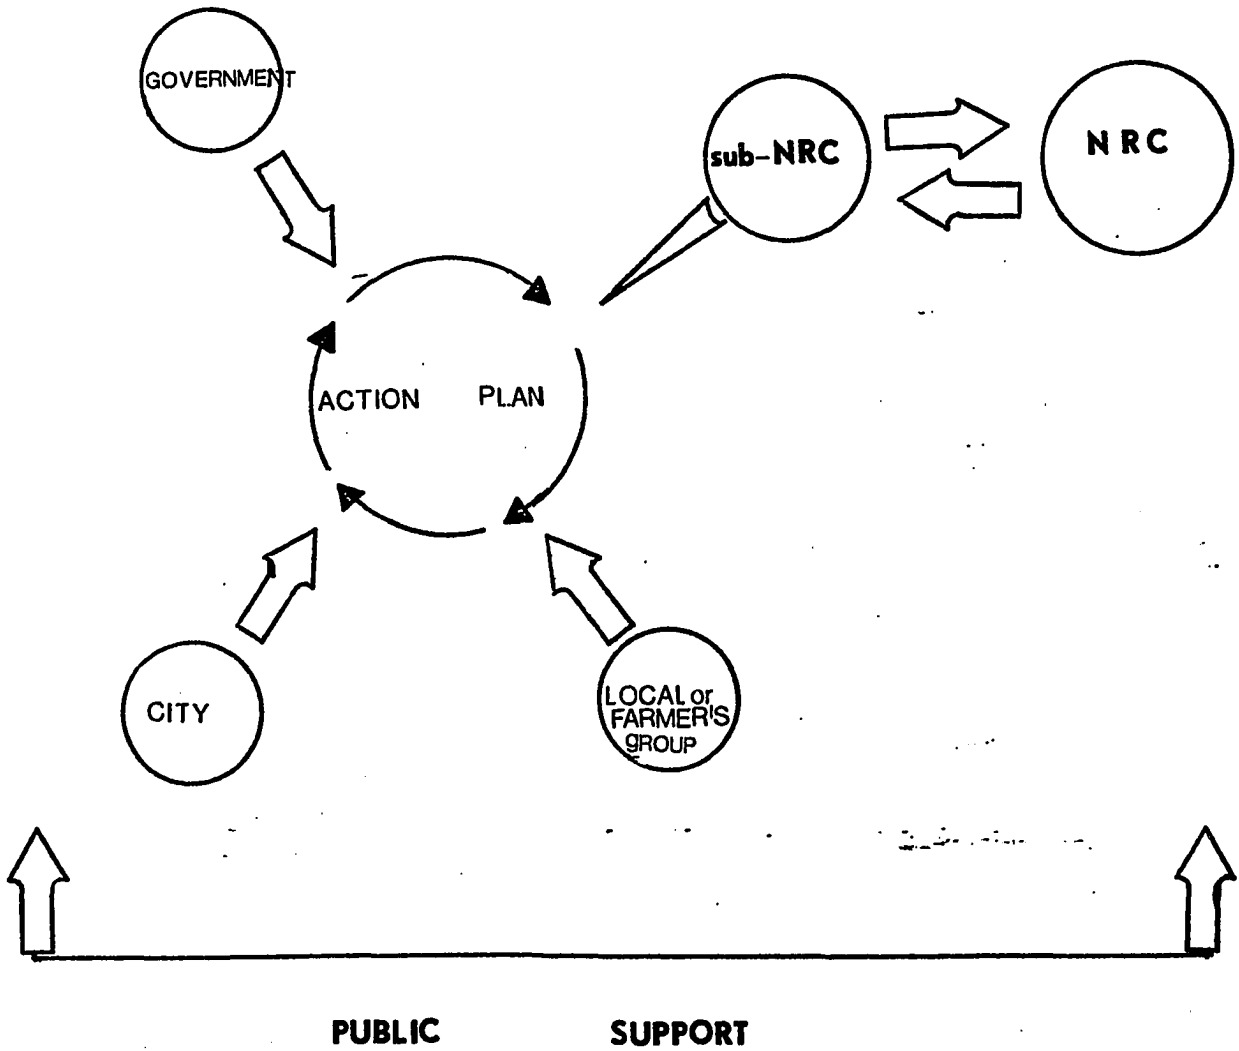 GOVERNMENT
sub-NRC
NRC
ACTION PLAN
CITY
LOCAL or
FARMER'S
gROUP
PUBLIC SUPPORT